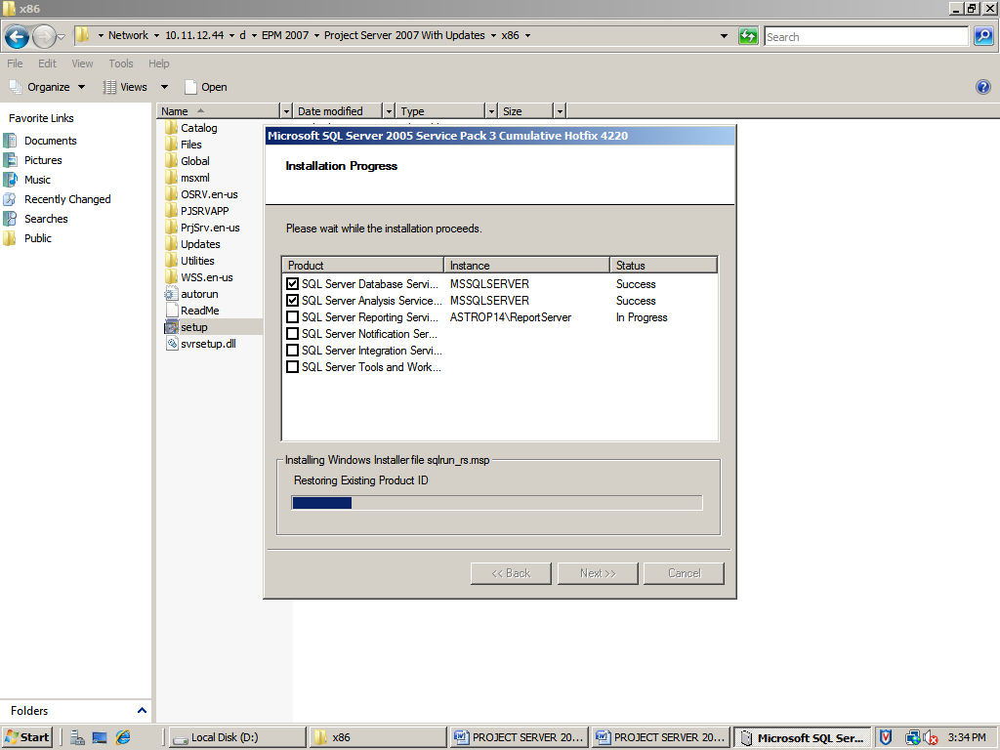 x86
Network 10.11.12.44 d EPM 2007 Project Server 2007 With Updates x86 Search
File Edit View Tools Help
Organize Views Open
Favorite Links
Documents
Pictures
Music
Recently Changed
Searches
Public
Folders
Name Date modified Type Size
Catalog
Files
Global
msxml
OSRV.en-us
PJSRVAPP
PrjSrv.en-us
Updates
Utilities
WSS.en-us
autorun
ReadMe
setup
svrsetup.dll
Microsoft SQL Server 2005 Service Pack 3 Cumulative Hotfix 4220
Installation Progress
Please wait while the installation proceeds.
Product Instance Status
SQL Server Database Servi... MSSQLSERVER Success
SQL Server Analysis Service... MSSQLSERVER Success
SQL Server Reporting Servi... ASTROP14\ReportServer In Progress
SQL Server Notification Ser...
SQL Server Integration Servi...
SQL Server Tools and Work...
Installing Windows Installer file sqlrun_rs.msp
Restoring Existing Product ID
<< Back Next >> Cancel
Start Local Disk (D:) x86 PROJECT SERVER 20... PROJECT SERVER 20... Microsoft SQL Ser... 3:34 PM